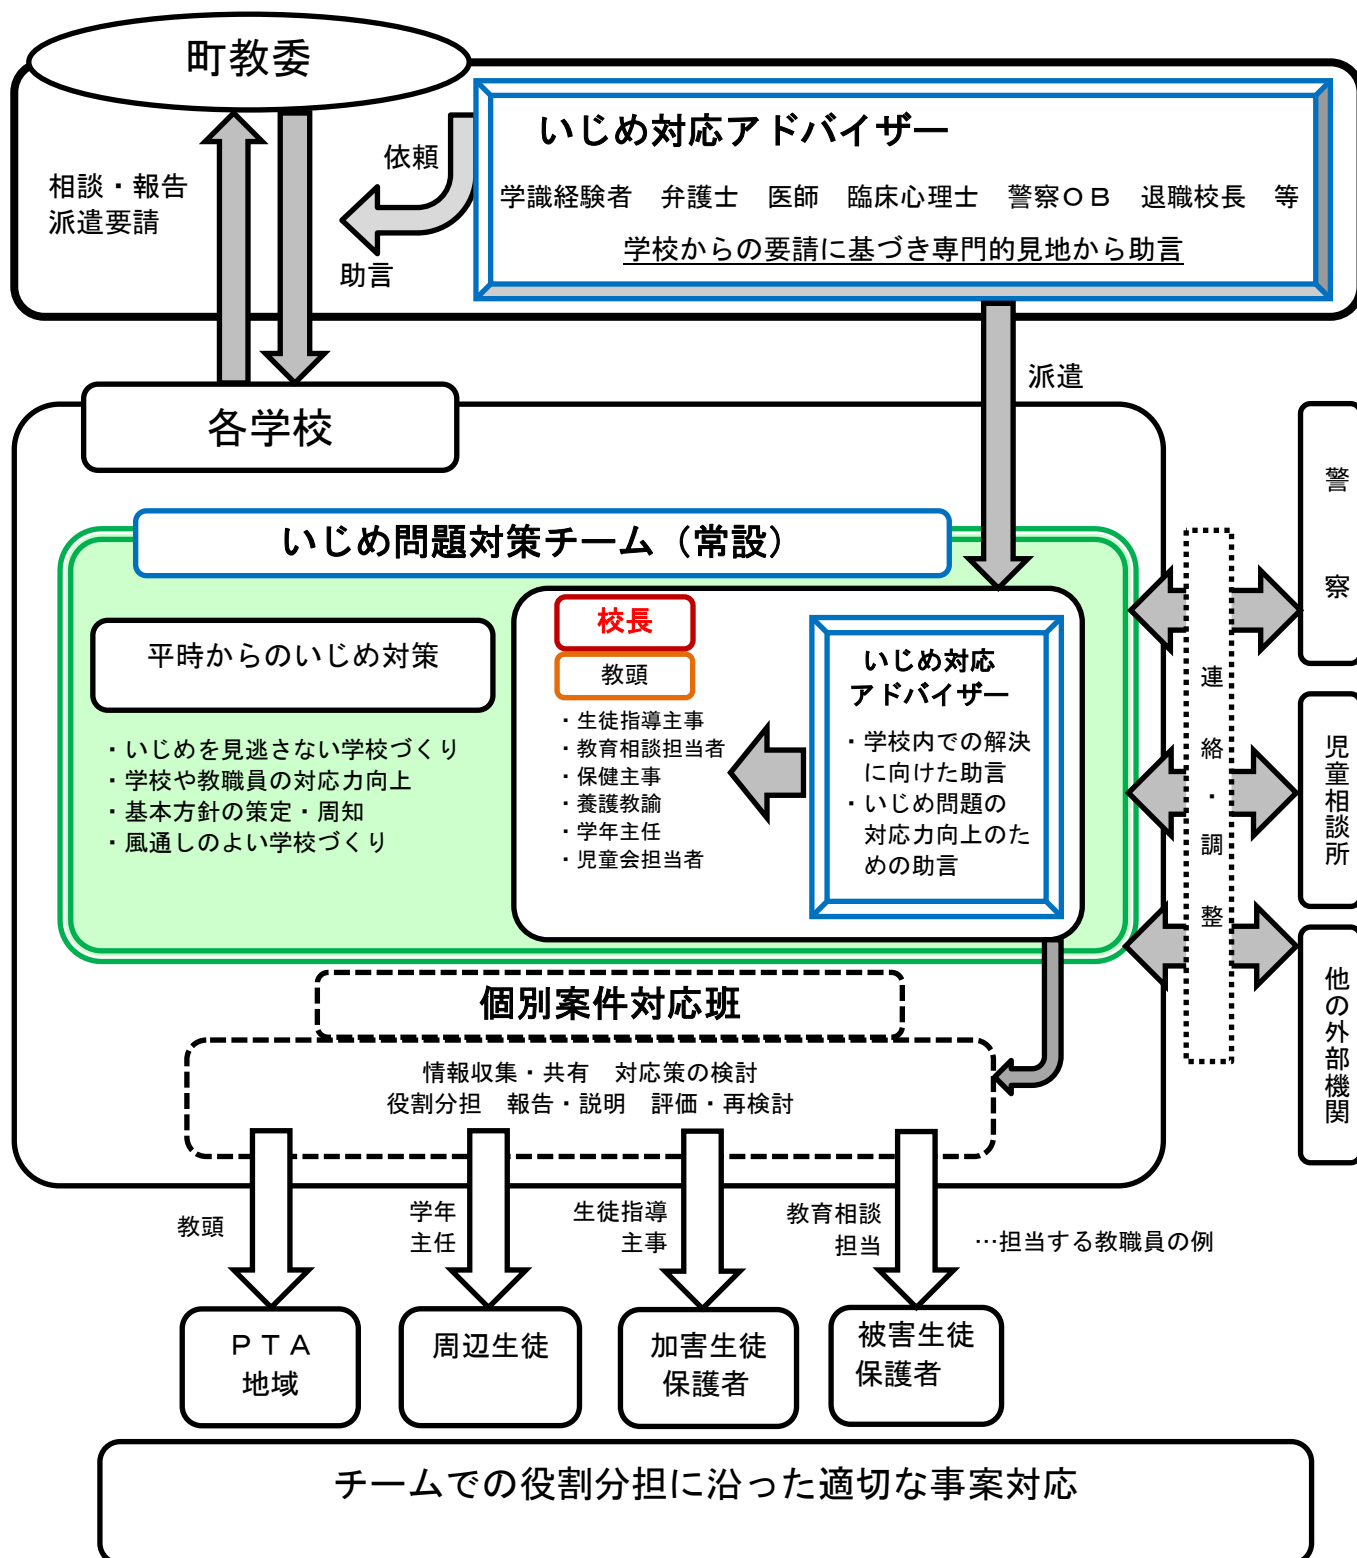 町教委
いじめ対応アドバイザー
学識経験者　弁護士　医師　臨床心理士　警察ＯＢ　退職校長　等
学校からの要請に基づき専門的見地から助言
依頼
助言
相談・報告
派遣要請
派遣
各学校
いじめ問題対策チーム（常設）
平時からのいじめ対策
・いじめを見逃さない学校づくり
・学校や教職員の対応力向上
・基本方針の策定・周知
・風通しのよい学校づくり
校長
教頭
・生徒指導主事
・教育相談担当者
・保健主事
・養護教諭
・学年主任
・児童会担当者
いじめ対応
アドバイザー
・学校内での解決
に向けた助言
・いじめ問題の
対応力向上のた
めの助言
連絡・調整
警察
児童相談所
他の外部機関
個別案件対応班
情報収集・共有　対応策の検討
役割分担　報告・説明　評価・再検討
教頭
学年
主任
生徒指導
主事
教育相談
担当
…担当する教職員の例
ＰＴＡ
地域
周辺生徒
加害生徒
保護者
被害生徒
保護者
チームでの役割分担に沿った適切な事案対応